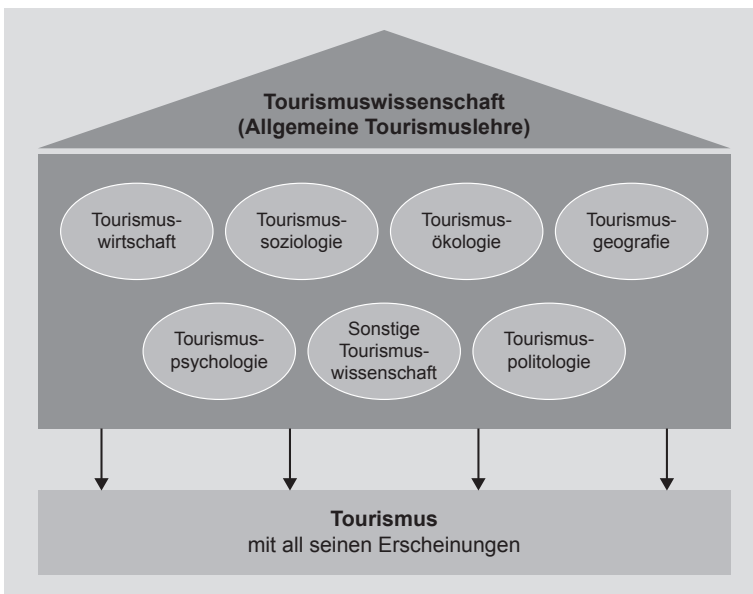 Tourismuswissenschaft
(Allgemeine Tourismuslehre)
Tourismus-
wirtschaft
Tourismus-
soziologie
Tourismus-
ökologie
Tourismus-
geografie
Tourismus-
psychologie
Sonstige
Tourismus-
wissenschaft
Tourismus-
politologie
Tourismus
mit all seinen Erscheinungen